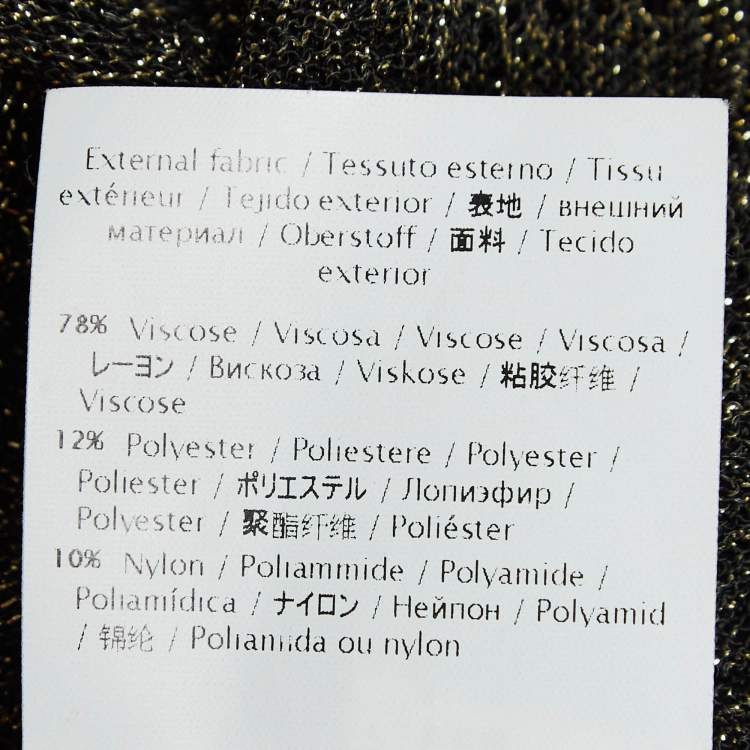 External fabric / Tessuto esterno / Tissu
extérieur / Tejido exterior / 表地 / внешний
материал / Oberstoff / 面料 / Tecido
exterior
78% Viscose / Viscosa / Viscose / Viscosa /
レーヨン / Вискоза / Viskose / 粘胶纤维 /
Viscose
12% Polyester / Poliestere / Polyester /
Poliester / ポリエステル / Лопиэфир /
Polyester / 聚酯纤维 / Poliéster
10% Nylon / Poliammide / Polyamide /
Poliamídica / ナイロン / Нейпон / Polyamid
/ 锦纶 / Poliamida ou nylon